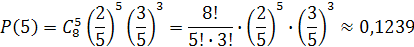 P(5) = C₈⁵ (2/5)⁵ (3/5)³ = 8!/(5! · 3!) · (2/5)⁵ · (3/5)³ ≈ 0,1239